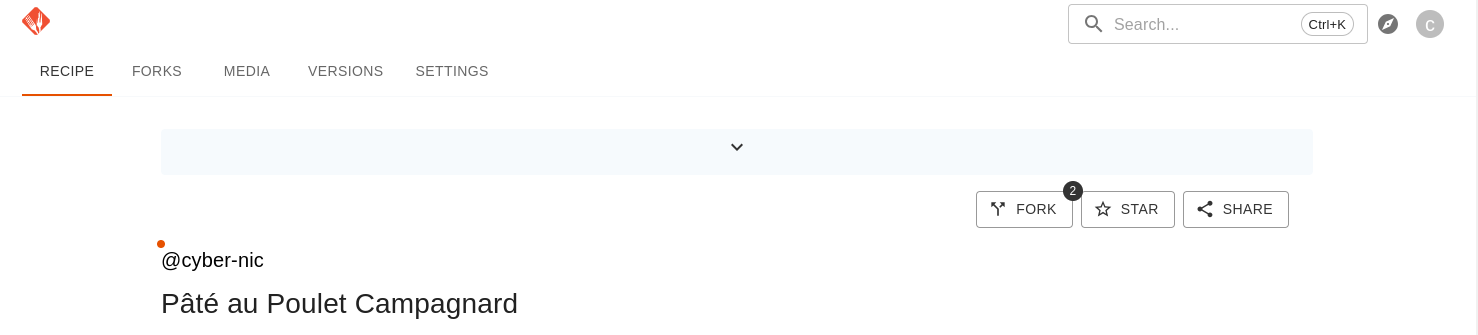 Search... Ctrl+K C
RECIPE FORKS MEDIA VERSIONS SETTINGS
2
FORK STAR SHARE
@cyber-nic
Pâté au Poulet Campagnard